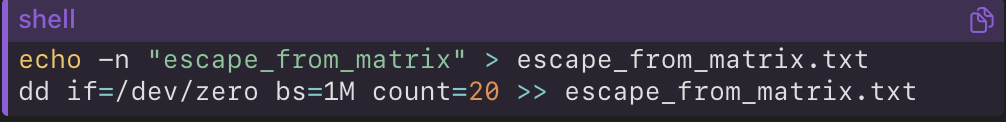 shell
echo -n "escape_from_matrix" > escape_from_matrix.txt
dd if=/dev/zero bs=1M count=20 >> escape_from_matrix.txt